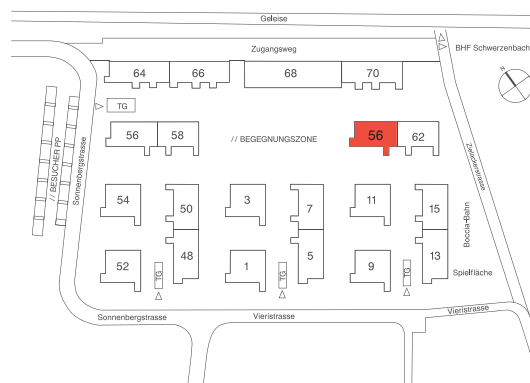 Geleise
Zugangsweg
BHF Schwerzenbach
N
64
66
68
70
TG
// BESUCHER PP
Sonnenbergstrasse
56
58
// BEGEGNUNGSZONE
56
62
Zielackerstrasse
54
50
3
7
11
15
Boccia-Bahn
52
48
1
5
9
13
TG
TG
TG
Spielfläche
Sonnenbergstrasse
Vieristrasse
Vieristrasse